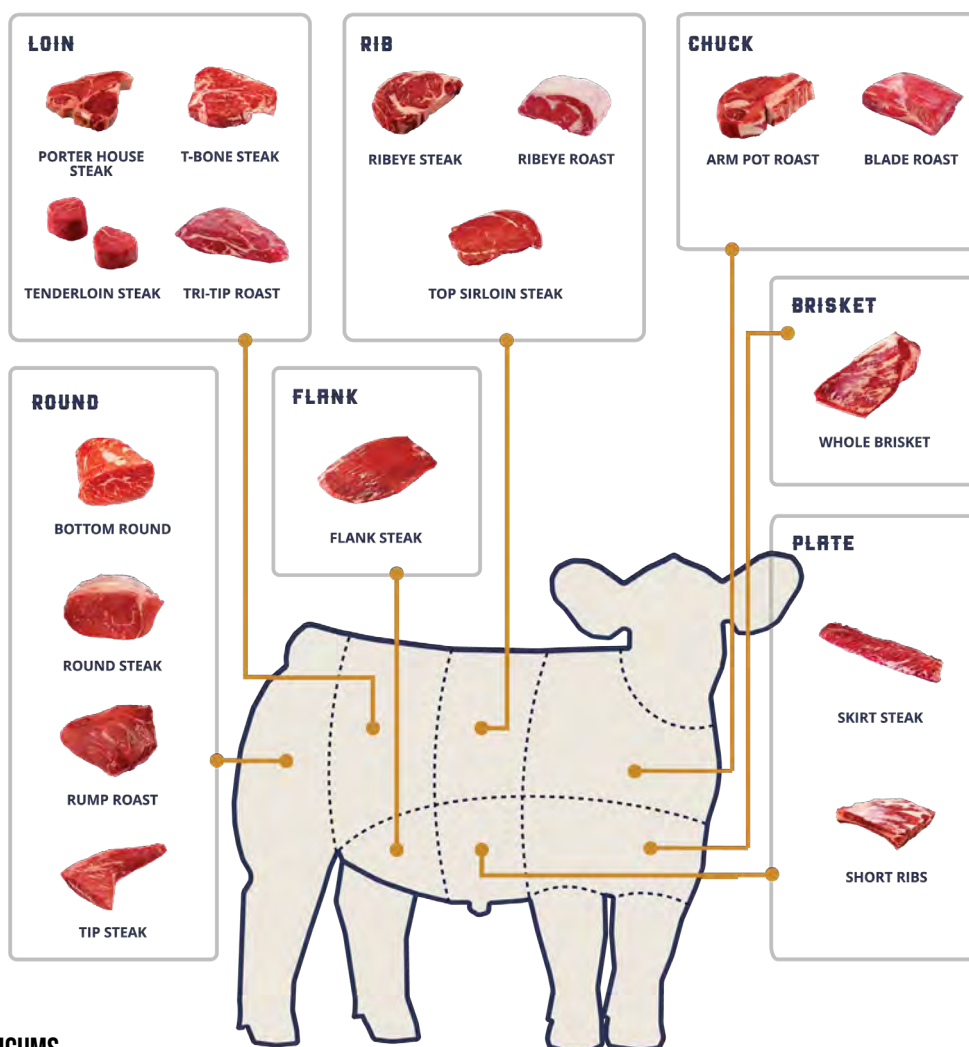 LOIN
PORTER HOUSE
STEAK
T-BONE STEAK
TENDERLOIN STEAK
TRI-TIP ROAST
RIB
RIBEYE STEAK
RIBEYE ROAST
TOP SIRLOIN STEAK
CHUCK
ARM POT ROAST
BLADE ROAST
BRISKET
WHOLE BRISKET
ROUND
BOTTOM ROUND
ROUND STEAK
RUMP ROAST
TIP STEAK
FLANK
FLANK STEAK
PLATE
SKIRT STEAK
SHORT RIBS